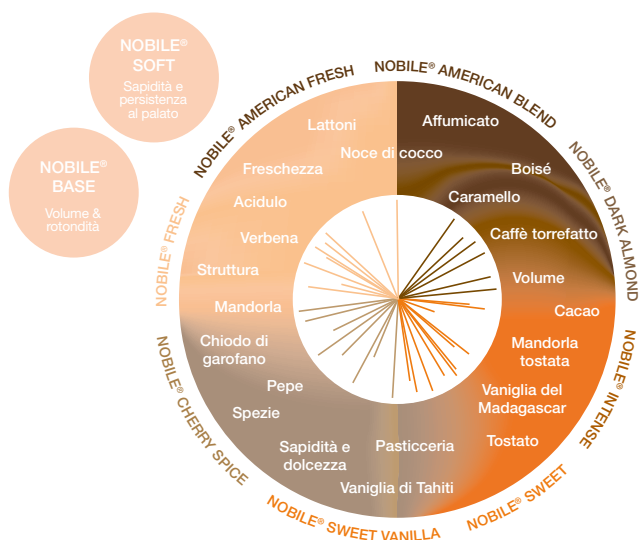 NOBILE®
SOFT
Sapidità e
persistenza
al palato
NOBILE®
BASE
Volume &
rotondità
NOBILE® AMERICAN FRESH
NOBILE® AMERICAN BLEND
NOBILE® DARK ALMOND
NOBILE® INTENSE
NOBILE® SWEET
NOBILE® SWEET VANILLA
NOBILE® CHERRY SPICE
NOBILE® FRESH
Affumicato
Lattoni
Noce di cocco
Boisé
Freschezza
Caramello
Acidulo
Caffè torrefatto
Verbena
Struttura
Volume
Mandorla
Cacao
Chiodo di
garofano
Mandorla
tostata
Pepe
Vaniglia del
Madagascar
Spezie
Tostato
Sapidità e
dolcezza
Pasticceria
Vaniglia di Tahiti